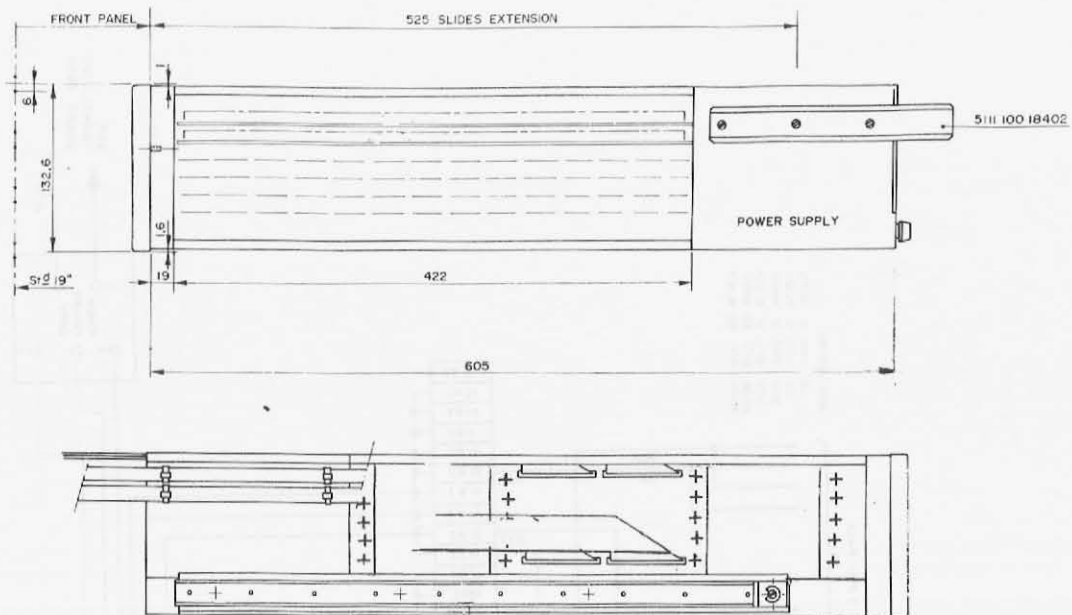 FRONT PANEL
525 SLIDES EXTENSION
1
6
5111 100 18402
132,6
1,6
POWER SUPPLY
Std 19"
19
422
605